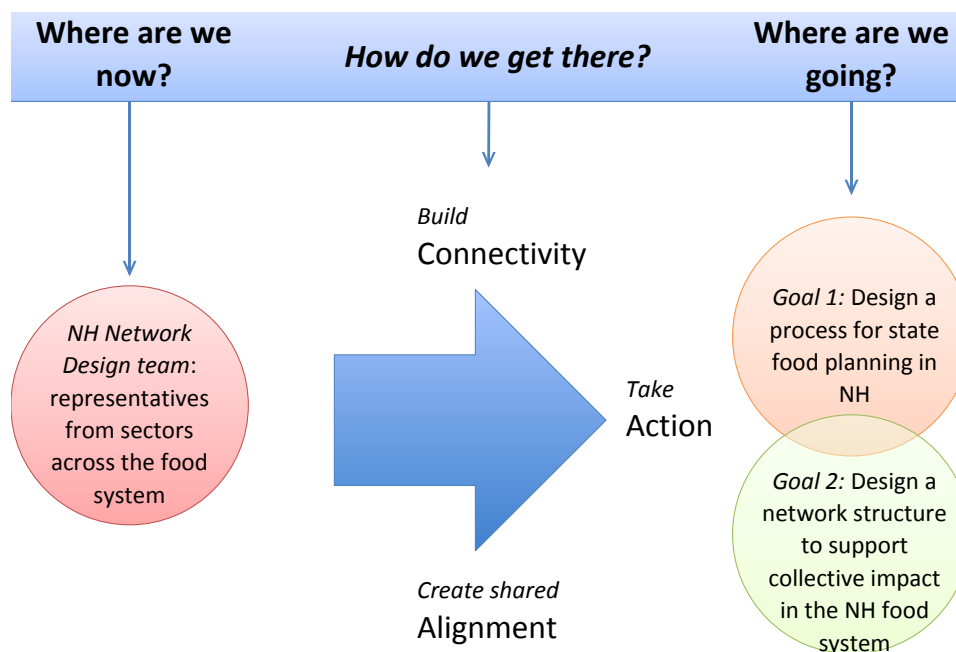 Where are we
now?
How do we get there?
Where are we
going?
NH Network
Design team:
representatives
from sectors
across the food
system
Build
Connectivity
Take
Action
Create shared
Alignment
Goal 1: Design a
process for state
food planning in
NH
Goal 2: Design a
network structure
to support
collective impact
in the NH food
system